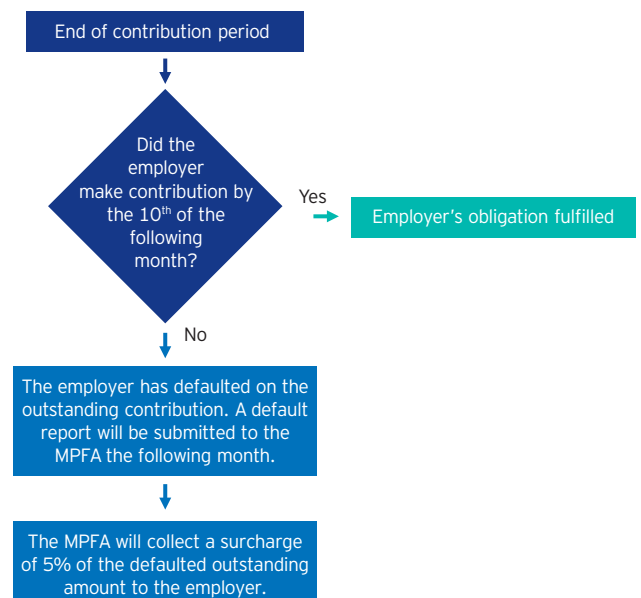 End of contribution period
Did the
employer
make contribution by
the 10th of the
following
month?
Yes
Employer's obligation fulfilled
No
The employer has defaulted on the
outstanding contribution. A default
report will be submitted to the
MPFA the following month.
The MPFA will collect a surcharge
of 5% of the defaulted outstanding
amount to the employer.